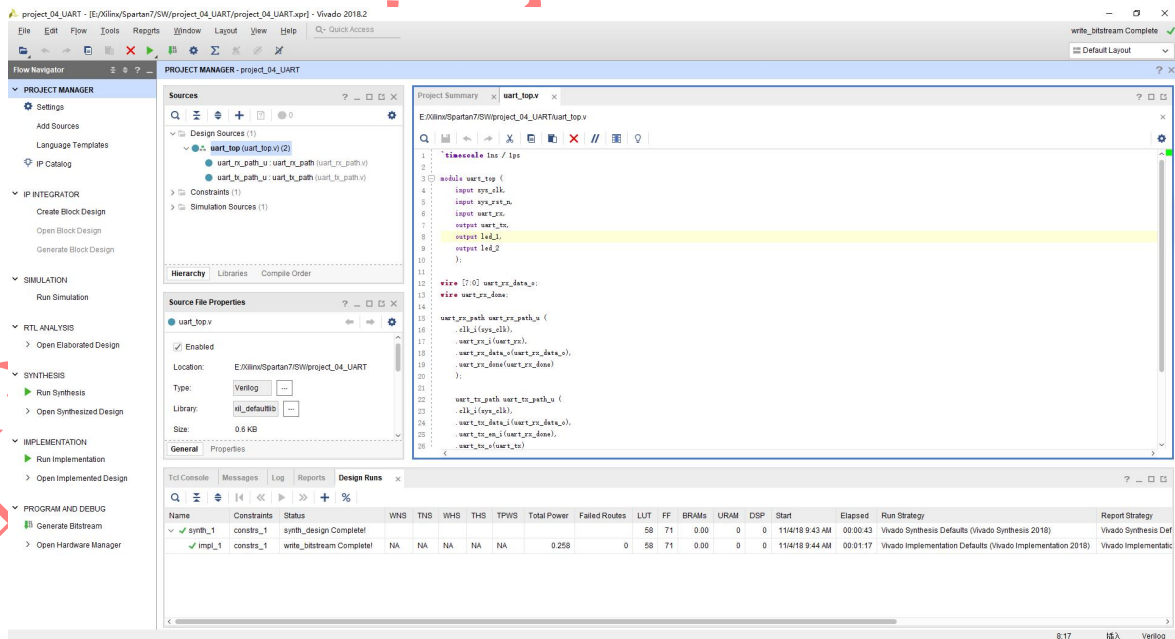 project_04_UART - [E:/Xilinx/Spartan7/SW/project_04_UART/project_04_UART.xpr] - Vivado 2018.2
File Edit Flow Tools Reports Window Layout View Help Quick Access
write_bitstream Complete
Default Layout
Flow Navigator
PROJECT MANAGER
Settings
Add Sources
Language Templates
IP Catalog
IP INTEGRATOR
Create Block Design
Open Block Design
Generate Block Design
SIMULATION
Run Simulation
RTL ANALYSIS
Open Elaborated Design
SYNTHESIS
Run Synthesis
Open Synthesized Design
IMPLEMENTATION
Run Implementation
Open Implemented Design
PROGRAM AND DEBUG
Generate Bitstream
Open Hardware Manager
PROJECT MANAGER - project_04_UART
Sources
0
Design Sources (1)
uart_top (uart_top.v) (2)
uart_rx_path_u : uart_rx_path (uart_rx_path.v)
uart_tx_path_u : uart_tx_path (uart_tx_path.v)
Constraints (1)
Simulation Sources (1)
Hierarchy Libraries Compile Order
Source File Properties
uart_top.v
Enabled
Location: E:/Xilinx/Spartan7/SW/project_04_UART
Type: Verilog
Library: xil_defaultlib
Size: 0.6 KB
General Properties
Project Summary uart_top.v
E:/Xilinx/Spartan7/SW/project_04_UART/uart_top.v
1 `timescale 1ns / 1ps
2
3 module uart_top (
4 input sys_clk,
5 input sys_rst_n,
6 input uart_rx,
7 output uart_tx,
8 output led_1,
9 output led_2
10 );
11
12 wire [7:0] uart_rx_data_o;
13 wire uart_rx_done;
14
15 uart_rx_path uart_rx_path_u (
16 .clk_i(sys_clk),
17 .uart_rx_i(uart_rx),
18 .uart_rx_data_o(uart_rx_data_o),
19 .uart_rx_done(uart_rx_done)
20 );
21
22 uart_tx_path uart_tx_path_u (
23 .clk_i(sys_clk),
24 .uart_tx_data_i(uart_rx_data_o),
25 .uart_tx_en_i(uart_rx_done),
26 .uart_tx_o(uart_tx)
Tcl Console Messages Log Reports Design Runs
Name Constraints Status WNS TNS WHS THS TPWS Total Power Failed Routes LUT FF BRAMs URAM DSP Start Elapsed Run Strategy Report Strategy
synth_1 constrs_1 synth_design Complete! 58 71 0.00 0 0 11/4/18 9:43 AM 00:00:43 Vivado Synthesis Defaults (Vivado Synthesis 2018) Vivado Synthesis Def
impl_1 constrs_1 write_bitstream Complete! NA NA NA NA NA 0.258 0 58 71 0.00 0 0 11/4/18 9:44 AM 00:01:17 Vivado Implementation Defaults (Vivado Implementation 2018) Vivado Implementatic
8:17 插入 Verilog